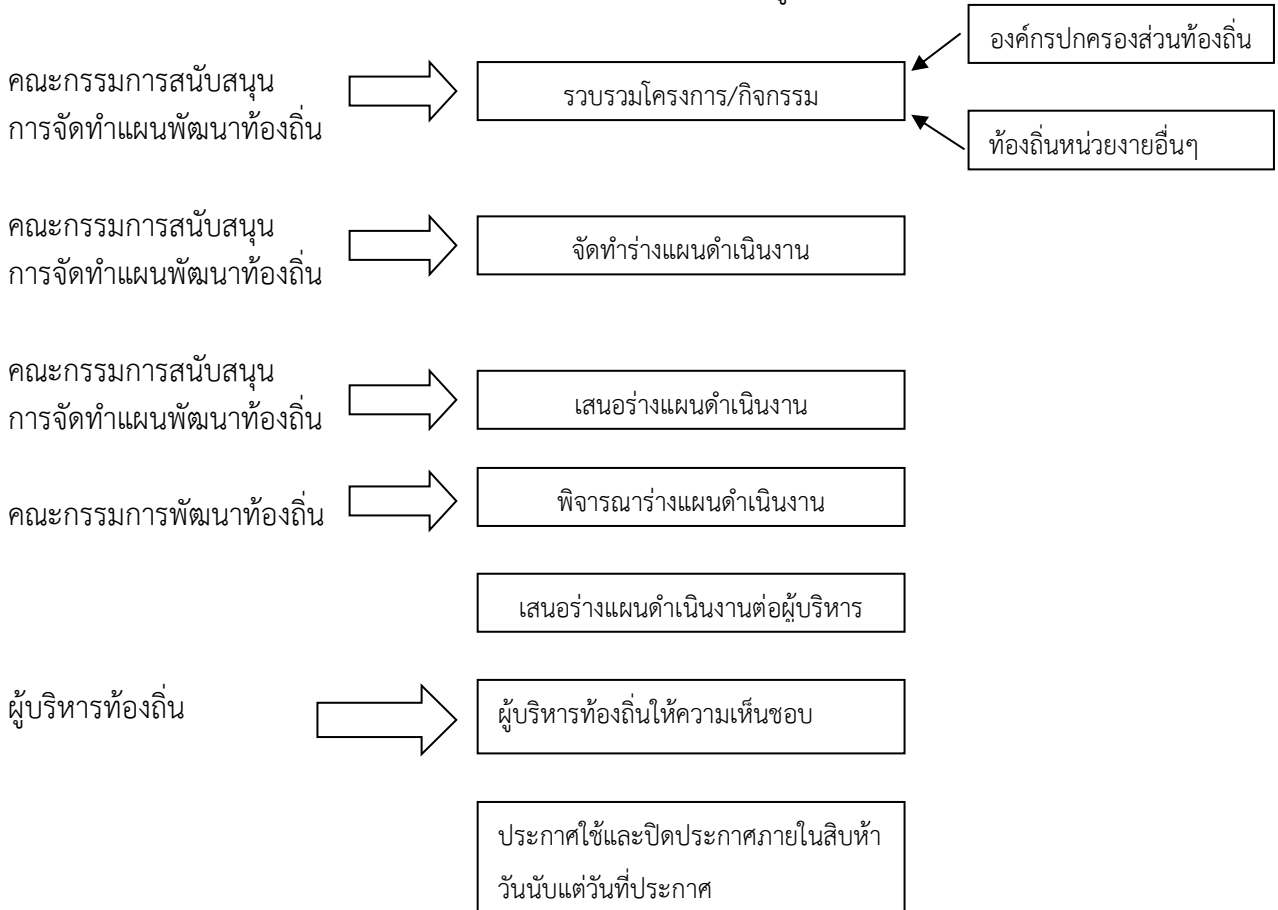 องค์กรปกครองส่วนท้องถิ่น
คณะกรรมการสนับสนุน
การจัดทำแผนพัฒนาท้องถิ่น
รวบรวมโครงการ/กิจกรรม
ท้องถิ่นหน่วยงายอื่นๆ
คณะกรรมการสนับสนุน
การจัดทำแผนพัฒนาท้องถิ่น
จัดทำร่างแผนดำเนินงาน
คณะกรรมการสนับสนุน
การจัดทำแผนพัฒนาท้องถิ่น
เสนอร่างแผนดำเนินงาน
คณะกรรมการพัฒนาท้องถิ่น
พิจารณาร่างแผนดำเนินงาน
เสนอร่างแผนดำเนินงานต่อผู้บริหาร
ผู้บริหารท้องถิ่น
ผู้บริหารท้องถิ่นให้ความเห็นชอบ
ประกาศใช้และปิดประกาศภายในสิบห้า
วันนับแต่วันที่ประกาศ